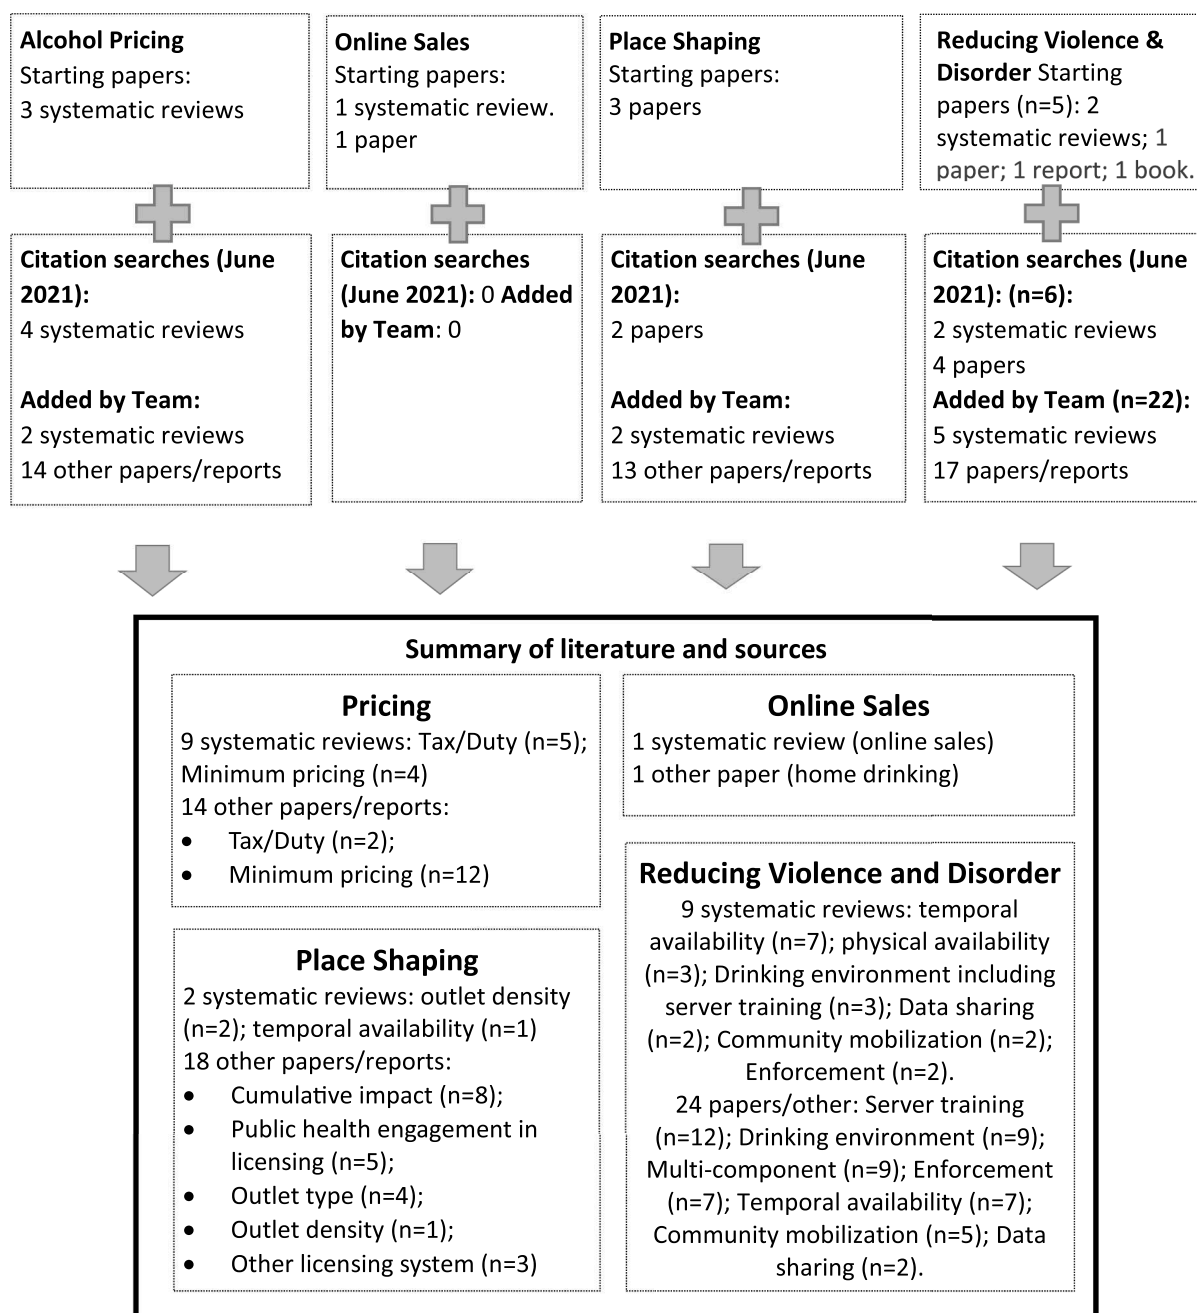 Alcohol Pricing
Starting papers:
3 systematic reviews
Online Sales
Starting papers:
1 systematic review.
1 paper
Place Shaping
Starting papers:
3 papers
Reducing Violence &
Disorder Starting
papers (n=5): 2
systematic reviews; 1
paper; 1 report; 1 book.
Citation searches (June
2021):
4 systematic reviews
Added by Team:
2 systematic reviews
14 other papers/reports
Citation searches
(June 2021): 0 Added
by Team: 0
Citation searches (June
2021):
2 papers
Added by Team:
2 systematic reviews
13 other papers/reports
Citation searches (June
2021): (n=6):
2 systematic reviews
4 papers
Added by Team (n=22):
5 systematic reviews
17 papers/reports
Summary of literature and sources
Pricing
9 systematic reviews: Tax/Duty (n=5);
Minimum pricing (n=4)
14 other papers/reports:
• Tax/Duty (n=2);
• Minimum pricing (n=12)
Online Sales
1 systematic review (online sales)
1 other paper (home drinking)
Place Shaping
2 systematic reviews: outlet density
(n=2); temporal availability (n=1)
18 other papers/reports:
• Cumulative impact (n=8);
• Public health engagement in
licensing (n=5);
• Outlet type (n=4);
• Outlet density (n=1);
• Other licensing system (n=3)
Reducing Violence and Disorder
9 systematic reviews: temporal
availability (n=7); physical availability
(n=3); Drinking environment including
server training (n=3); Data sharing
(n=2); Community mobilization (n=2);
Enforcement (n=2).
24 papers/other: Server training
(n=12); Drinking environment (n=9);
Multi-component (n=9); Enforcement
(n=7); Temporal availability (n=7);
Community mobilization (n=5); Data
sharing (n=2).